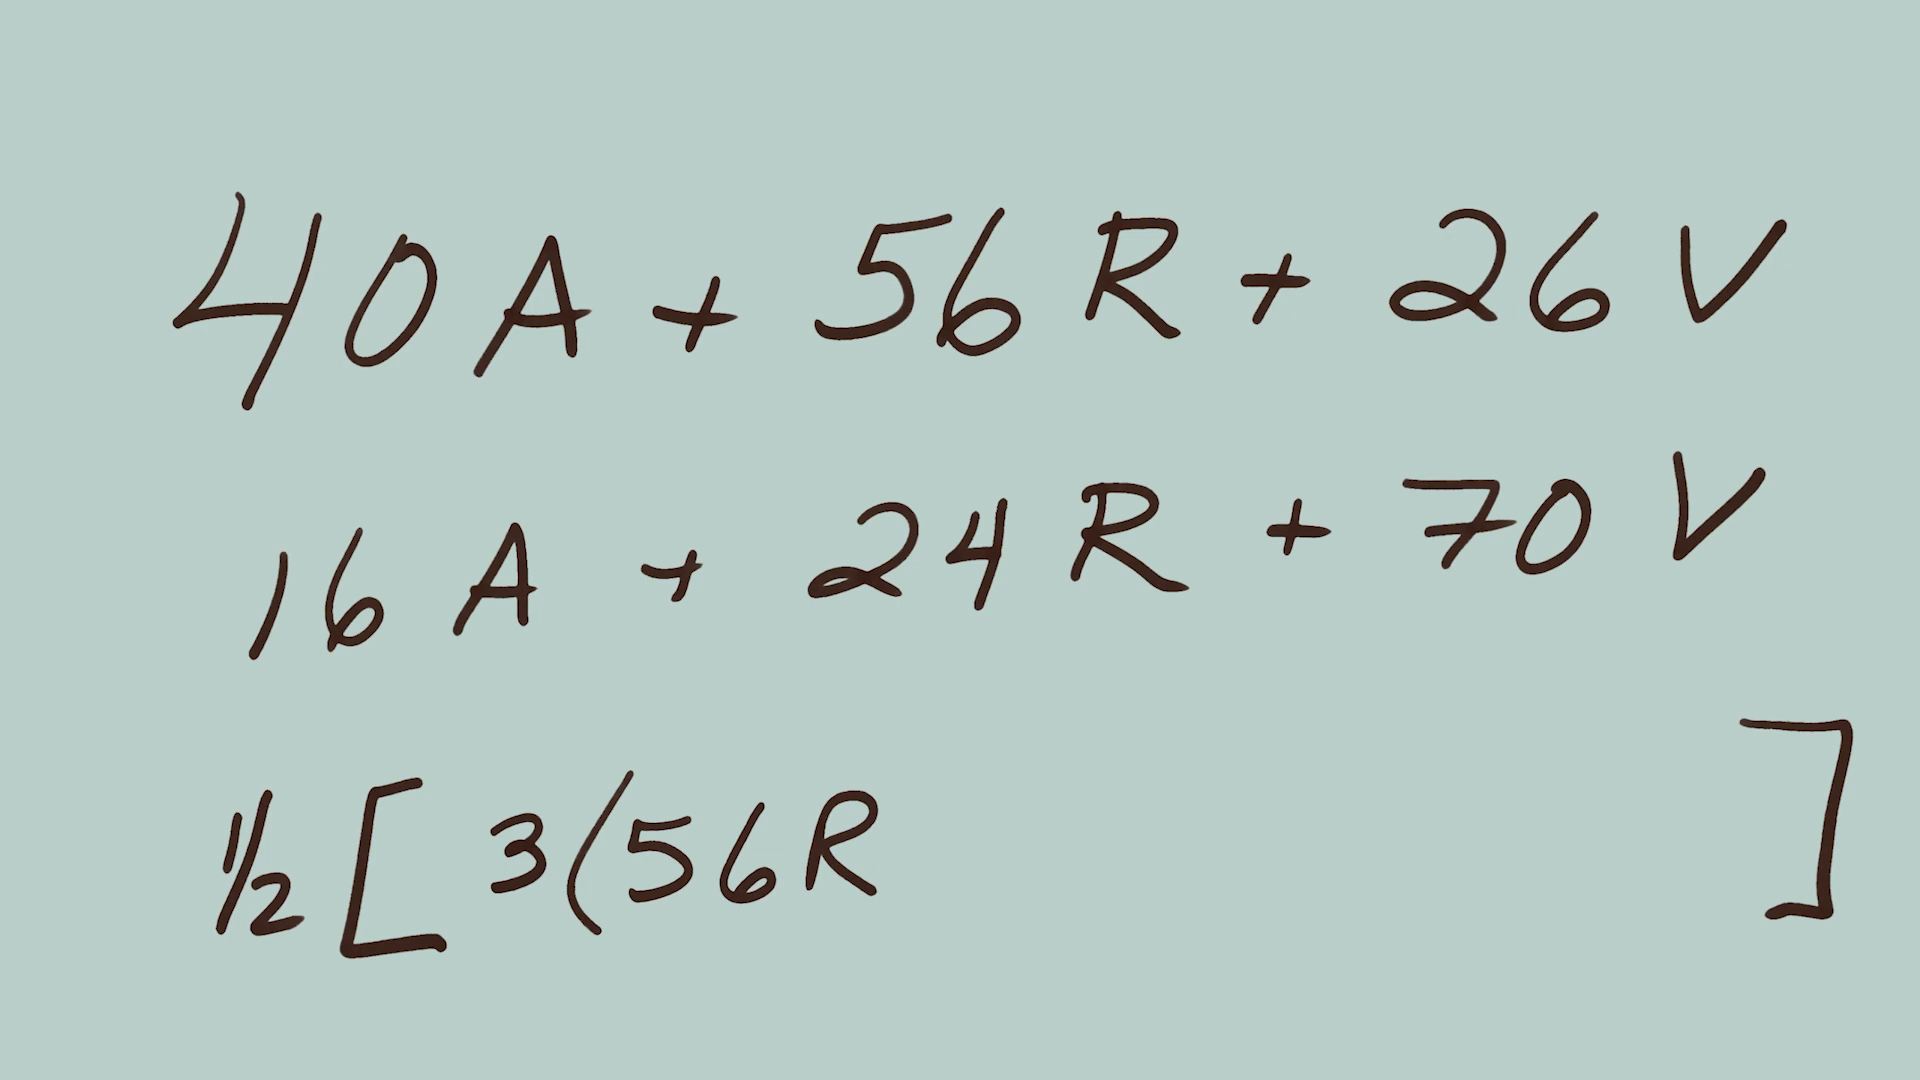 40A + 56R + 26V
16A + 24R + 70V
½[3(56R ]